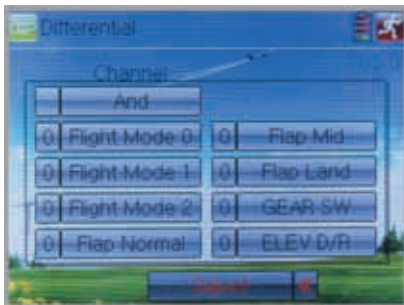 Differential
Channel
And
0 Flight Mode 0
0 Flap Mid
0 Flight Mode 1
0 Flap Land
0 Flight Mode 2
0 GEAR SW
0 Flap Normal
0 ELEV D/R